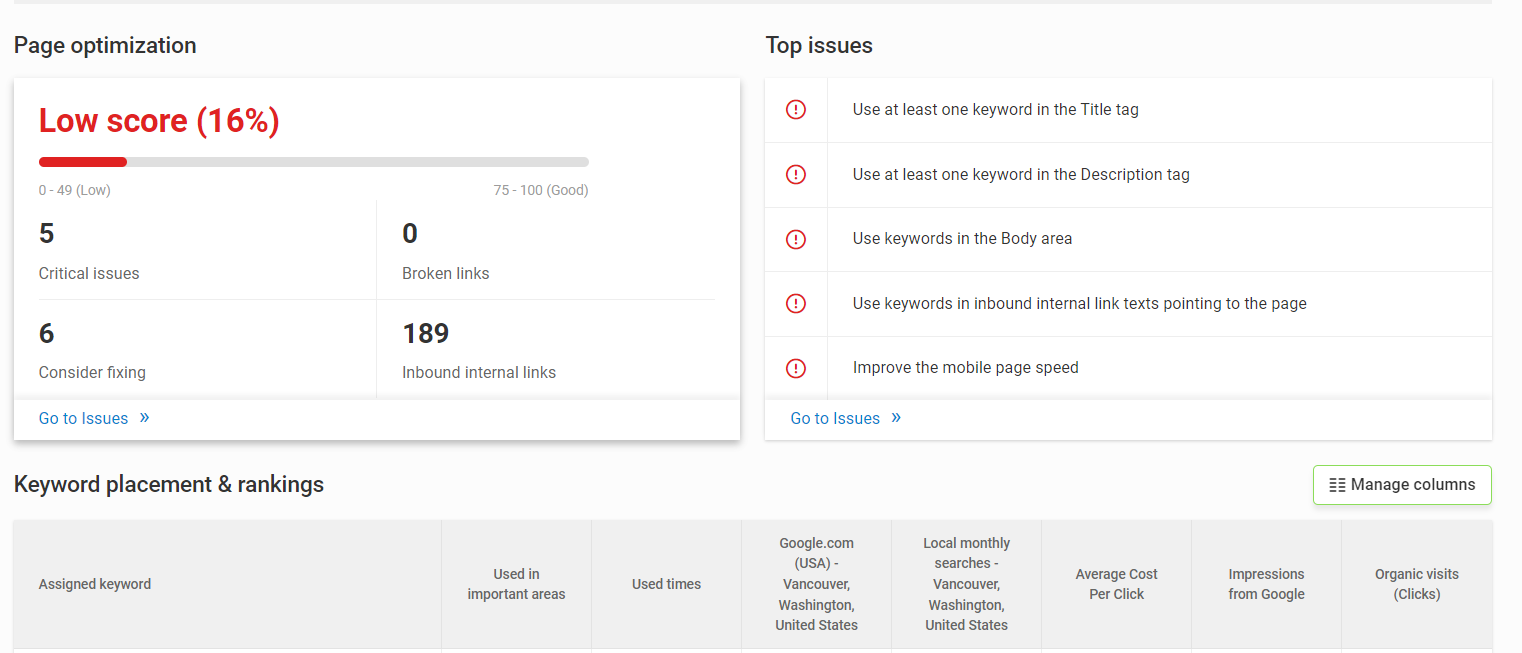 Page optimization
Low score (16%)
0 - 49 (Low)
75 - 100 (Good)
5
Critical issues
0
Broken links
6
Consider fixing
189
Inbound internal links
Go to Issues »
Top issues
Use at least one keyword in the Title tag
Use at least one keyword in the Description tag
Use keywords in the Body area
Use keywords in inbound internal link texts pointing to the page
Improve the mobile page speed
Go to Issues »
Keyword placement & rankings
Manage columns
Assigned keyword
Used in
important areas
Used times
Google.com
(USA) -
Vancouver,
Washington,
United States
Local monthly
searches -
Vancouver,
Washington,
United States
Average Cost
Per Click
Impressions
from Google
Organic visits
(Clicks)